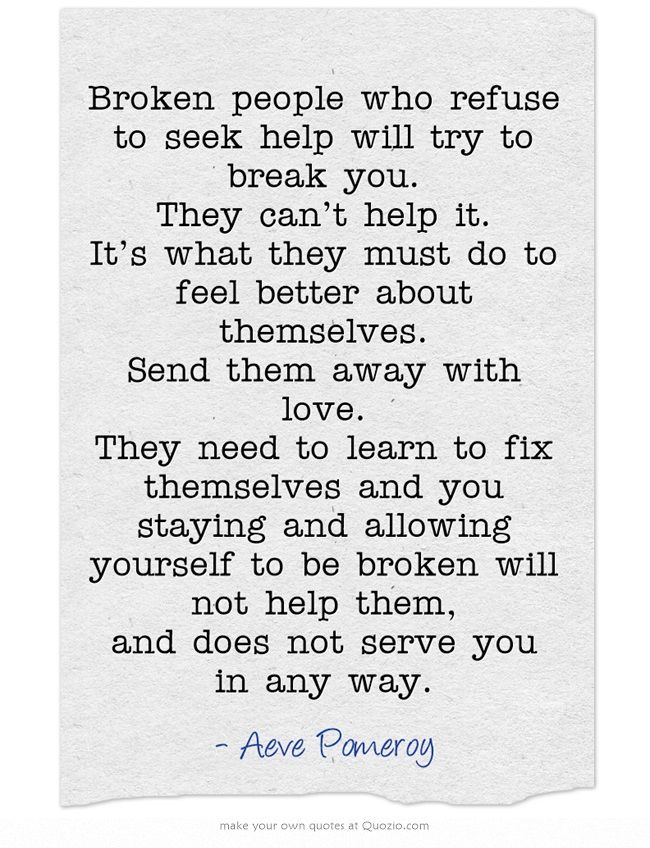 Broken people who refuse
to seek help will try to
break you.
They can't help it.
It's what they must do to
feel better about
themselves.
Send them away with
love.
They need to learn to fix
themselves and you
staying and allowing
yourself to be broken will
not help them,
and does not serve you
in any way.
- Aeve Pomeroy
make your own quotes at Quozio.com